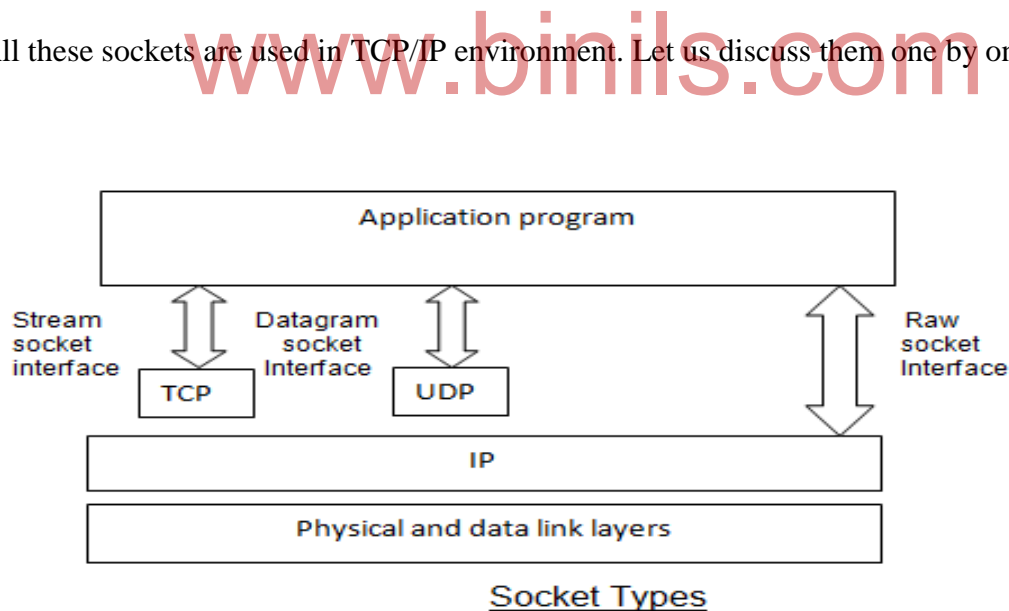 ll these sockets are used in TCP/IP environment. Let us discuss them one by on
www.binils.com
Application program
Stream
socket
interface
Datagram
socket
Interface
Raw
socket
Interface
TCP
UDP
IP
Physical and data link layers
Socket Types